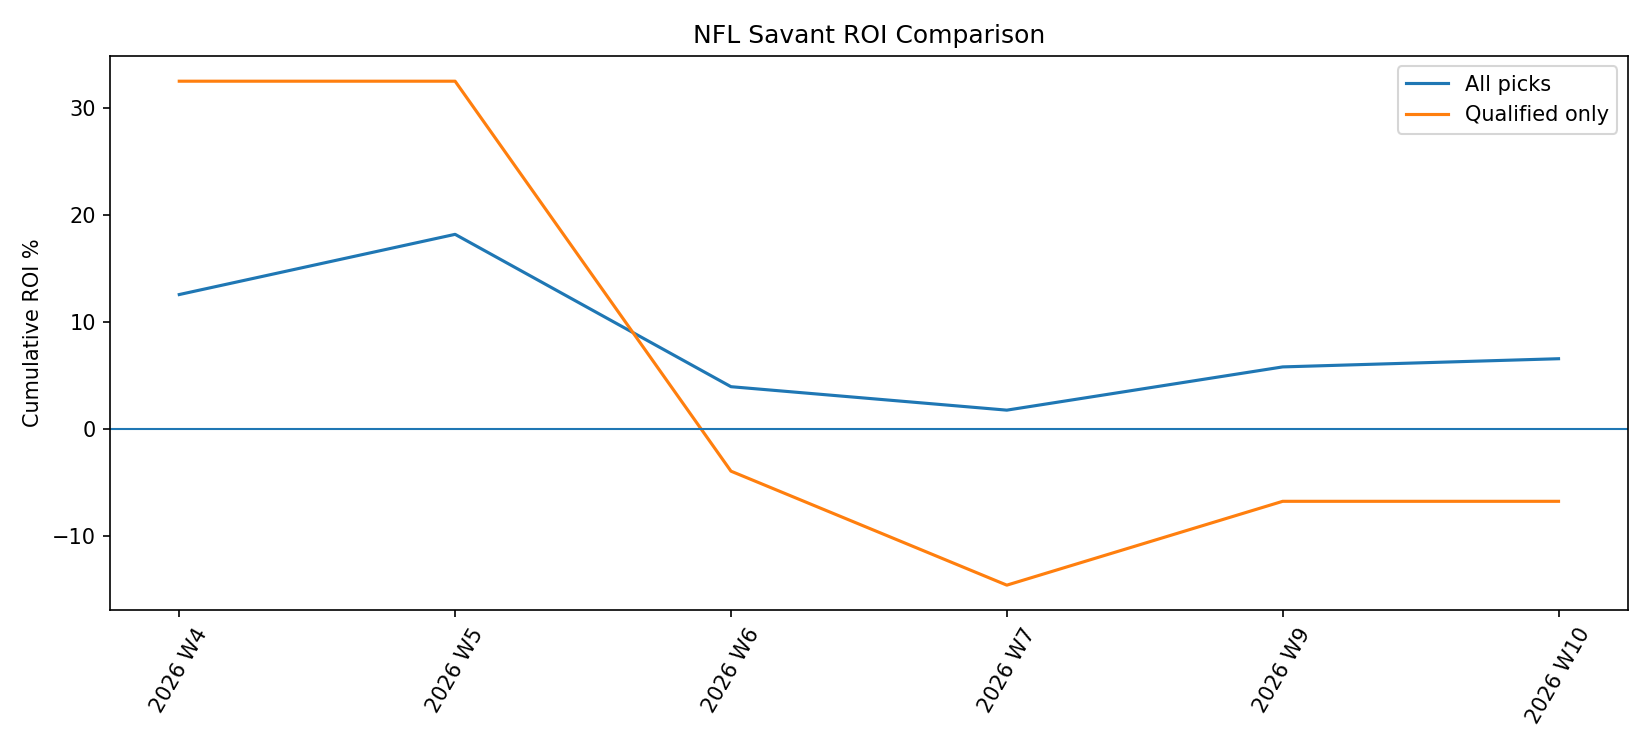 NFL Savant ROI Comparison
All picks
Qualified only
Cumulative ROI %
30
20
10
0
−10
2026 W4
2026 W5
2026 W6
2026 W7
2026 W9
2026 W10